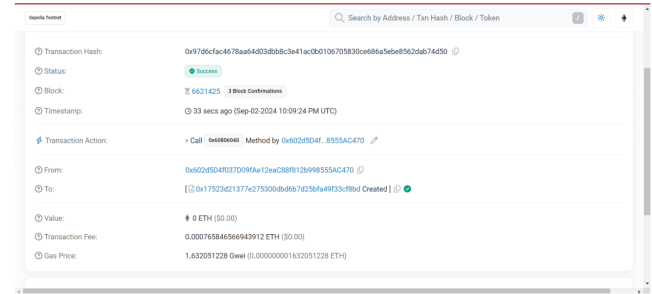 Sepolia Testnet
Search by Address / Txn Hash / Block / Token
/
Transaction Hash:
0x97d6cfac4678aa64d03dbb8c3e41ac0b0106705830ce686a5ebe8562dab74d50
Status:
Success
Block:
6621425 3 Block Confirmations
Timestamp:
33 secs ago (Sep-02-2024 10:09:24 PM UTC)
Transaction Action:
Call 0x60806040 Method by 0x602d5D4f...8555AC470
From:
0x602d5D4f037D09fAe12eaC88f812b998555AC470
To:
[ 0x17523d21377e275300dbd6b7d25bfa49f33cf8bd Created ]
Value:
0 ETH ($0.00)
Transaction Fee:
0.000765846566943912 ETH ($0.00)
Gas Price:
1.632051228 Gwei (0.000000001632051228 ETH)